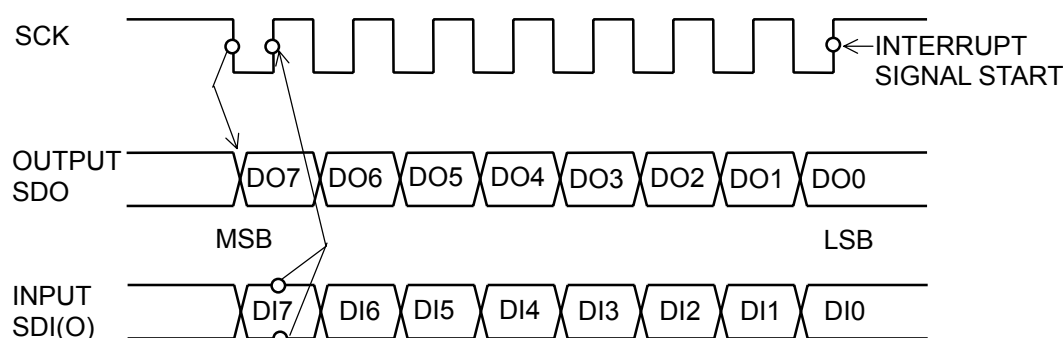 SCK
INTERRUPT
SIGNAL START
OUTPUT
SDO
DO7 DO6 DO5 DO4 DO3 DO2 DO1 DO0
MSB LSB
INPUT
SDI(O)
DI7 DI6 DI5 DI4 DI3 DI2 DI1 DI0